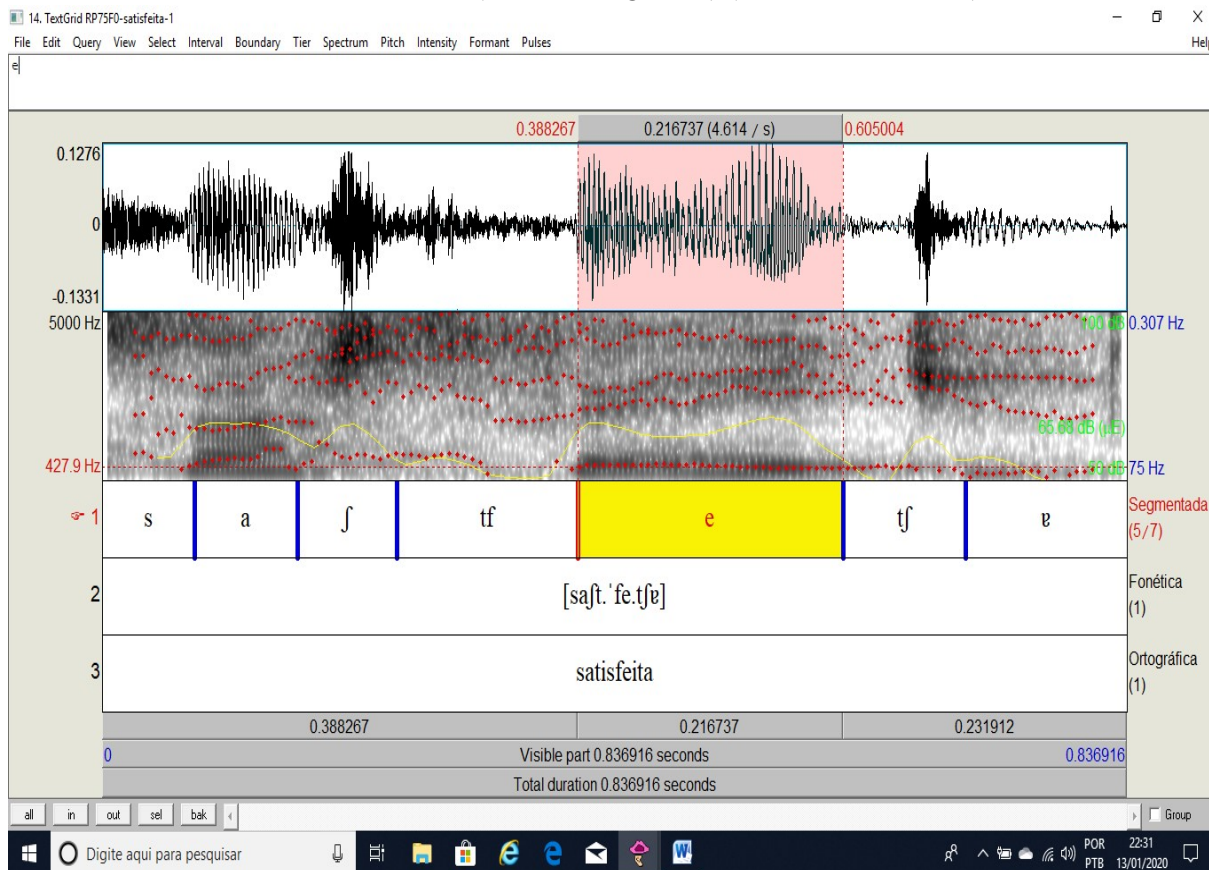 14. TextGrid RP75F0-satisfeita-1
File Edit Query View Select Interval Boundary Tier Spectrum Pitch Intensity Formant Pulses Help
e
0.388267 0.216737 (4.614 / s) 0.605004
0.1276
0
-0.1331
5000 Hz 100 dB 0.307 Hz
65.68 dB (µE)
427.9 Hz 50 dB 75 Hz
1 s a ʃ tf e tʃ ɐ Segmentada
(5/7)
2 [saʃt.ˈfe.tʃɐ] Fonética
(1)
3 satisfeita Ortográfica
(1)
0.388267 0.216737 0.231912
0 Visible part 0.836916 seconds 0.836916
Total duration 0.836916 seconds
all in out sel bak Group
Digite aqui para pesquisar POR 22:31
PTB 13/01/2020